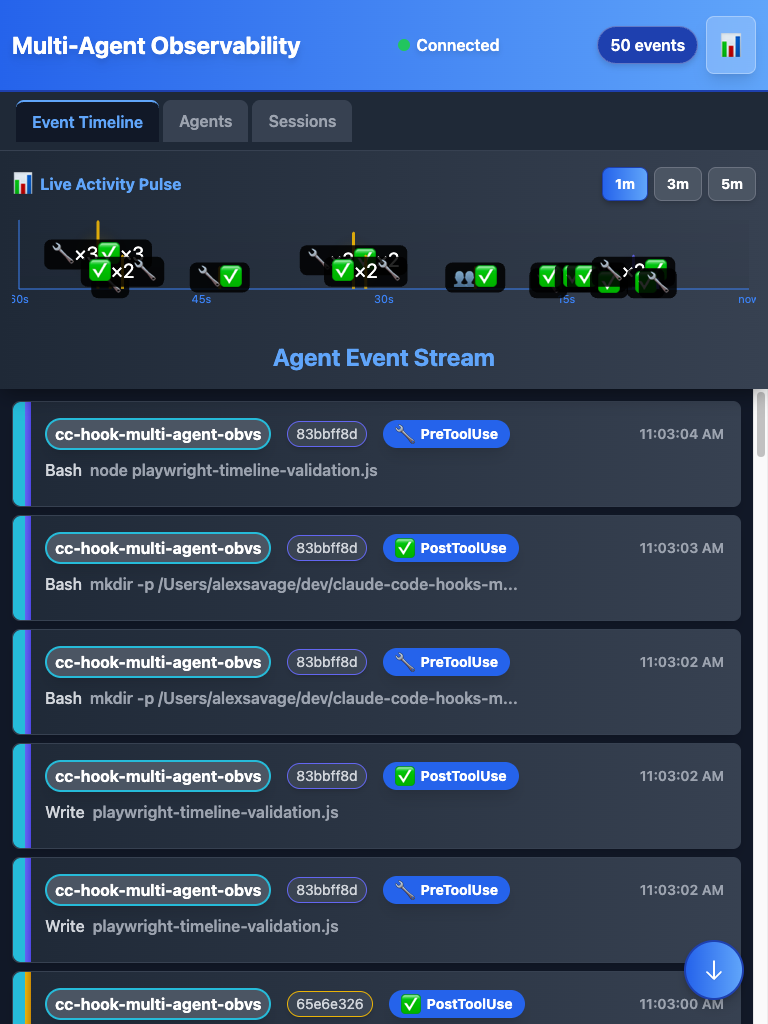 Multi-Agent Observability
Connected
50 events
Event Timeline
Agents
Sessions
Live Activity Pulse
1m
3m
5m
×3 ×3
×2
×2
60s
45s
30s
15s
now
Agent Event Stream
cc-hook-multi-agent-obvs 83bbff8d PreToolUse 11:03:04 AM
Bash node playwright-timeline-validation.js
cc-hook-multi-agent-obvs 83bbff8d PostToolUse 11:03:03 AM
Bash mkdir -p /Users/alexsavage/dev/claude-code-hooks-m...
cc-hook-multi-agent-obvs 83bbff8d PreToolUse 11:03:02 AM
Bash mkdir -p /Users/alexsavage/dev/claude-code-hooks-m...
cc-hook-multi-agent-obvs 83bbff8d PostToolUse 11:03:02 AM
Write playwright-timeline-validation.js
cc-hook-multi-agent-obvs 83bbff8d PreToolUse 11:03:02 AM
Write playwright-timeline-validation.js
cc-hook-multi-agent-obvs 65e6e326 PostToolUse 11:03:00 AM